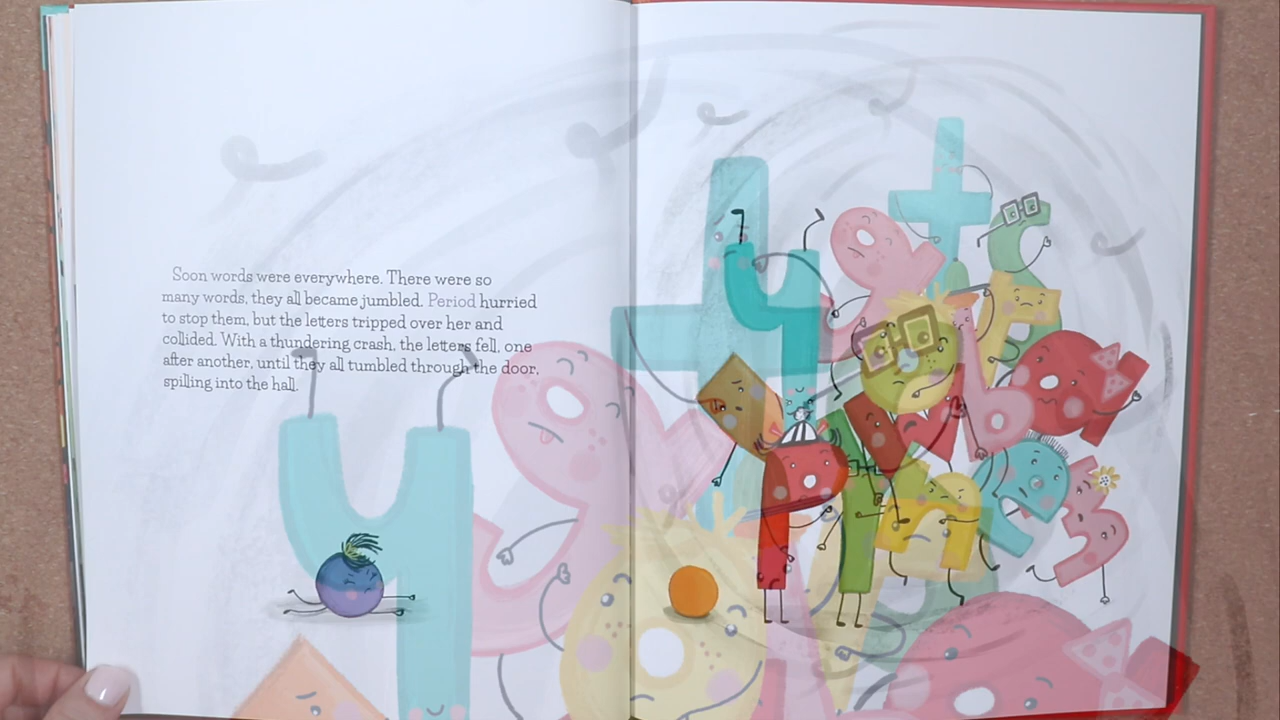 Soon words were everywhere. There were so
many words, they all became jumbled. Period hurried
to stop them, but the letters tripped over her and
collided. With a thundering crash, the letters fell, one
after another, until they all tumbled through the door,
spilling into the hall.